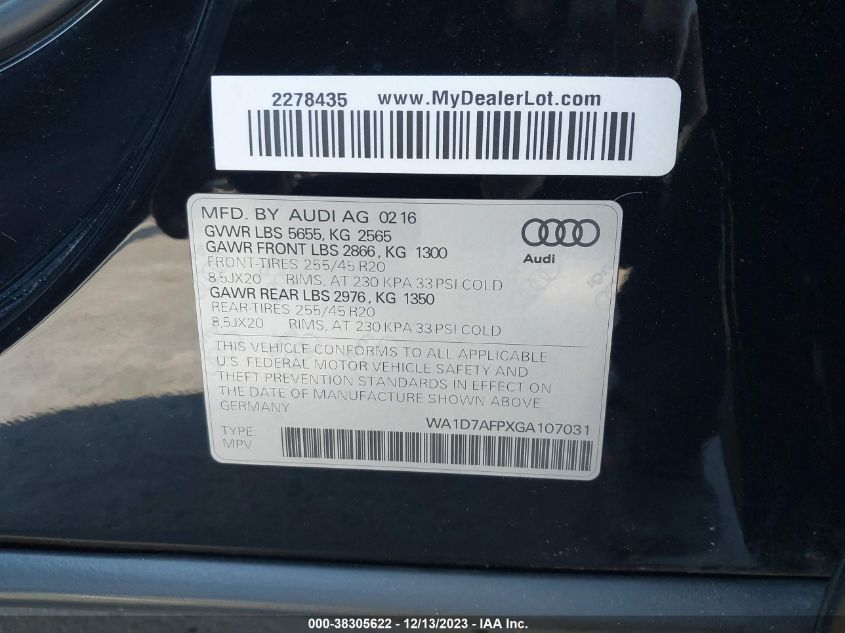 2278435 www.MyDealerLot.com
MFD. BY AUDI AG 02 16
GVWR LBS 5655, KG 2565
GAWR FRONT LBS 2866, KG 1300
FRONT-TIRES 255/45 R20
8,5JX20 RIMS, AT 230 KPA 33 PSI COLD
GAWR REAR LBS 2976, KG 1350
REAR TIRES 255/45 R20
8,5JX20 RIMS, AT 230 KPA 33 PSI COLD
Audi
THIS VEHICLE CONFORMS TO ALL APPLICABLE
U.S. FEDERAL MOTOR VEHICLE SAFETY AND
THEFT PREVENTION STANDARDS IN EFFECT ON
THE DATE OF MANUFACTURE SHOWN ABOVE
GERMANY
WA1D7AFPXGA107031
TYPE
MPV
000-38305622 - 12/13/2023 - IAA Inc.